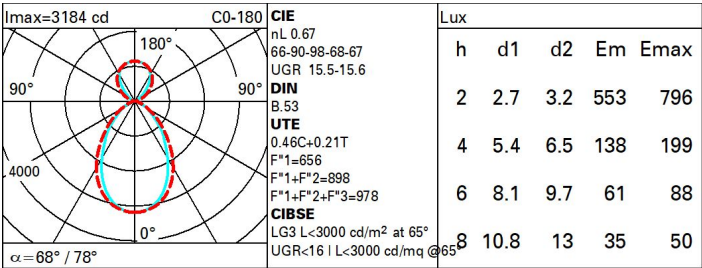 Imax=3184 cd C0-180
180°
90° 90°
4000
0°
α=68° / 78°
CIE
nL 0.67
66-90-98-68-67
UGR 15.5-15.6
DIN
B.53
UTE
0.46C+0.21T
F"1=656
F"1+F"2=898
F"1+F"2+F"3=978
CIBSE
LG3 L<3000 cd/m² at 65°
UGR<16 | L<3000 cd/mq @65°
Lux
h d1 d2 Em Emax
2 2.7 3.2 553 796
4 5.4 6.5 138 199
6 8.1 9.7 61 88
8 10.8 13 35 50